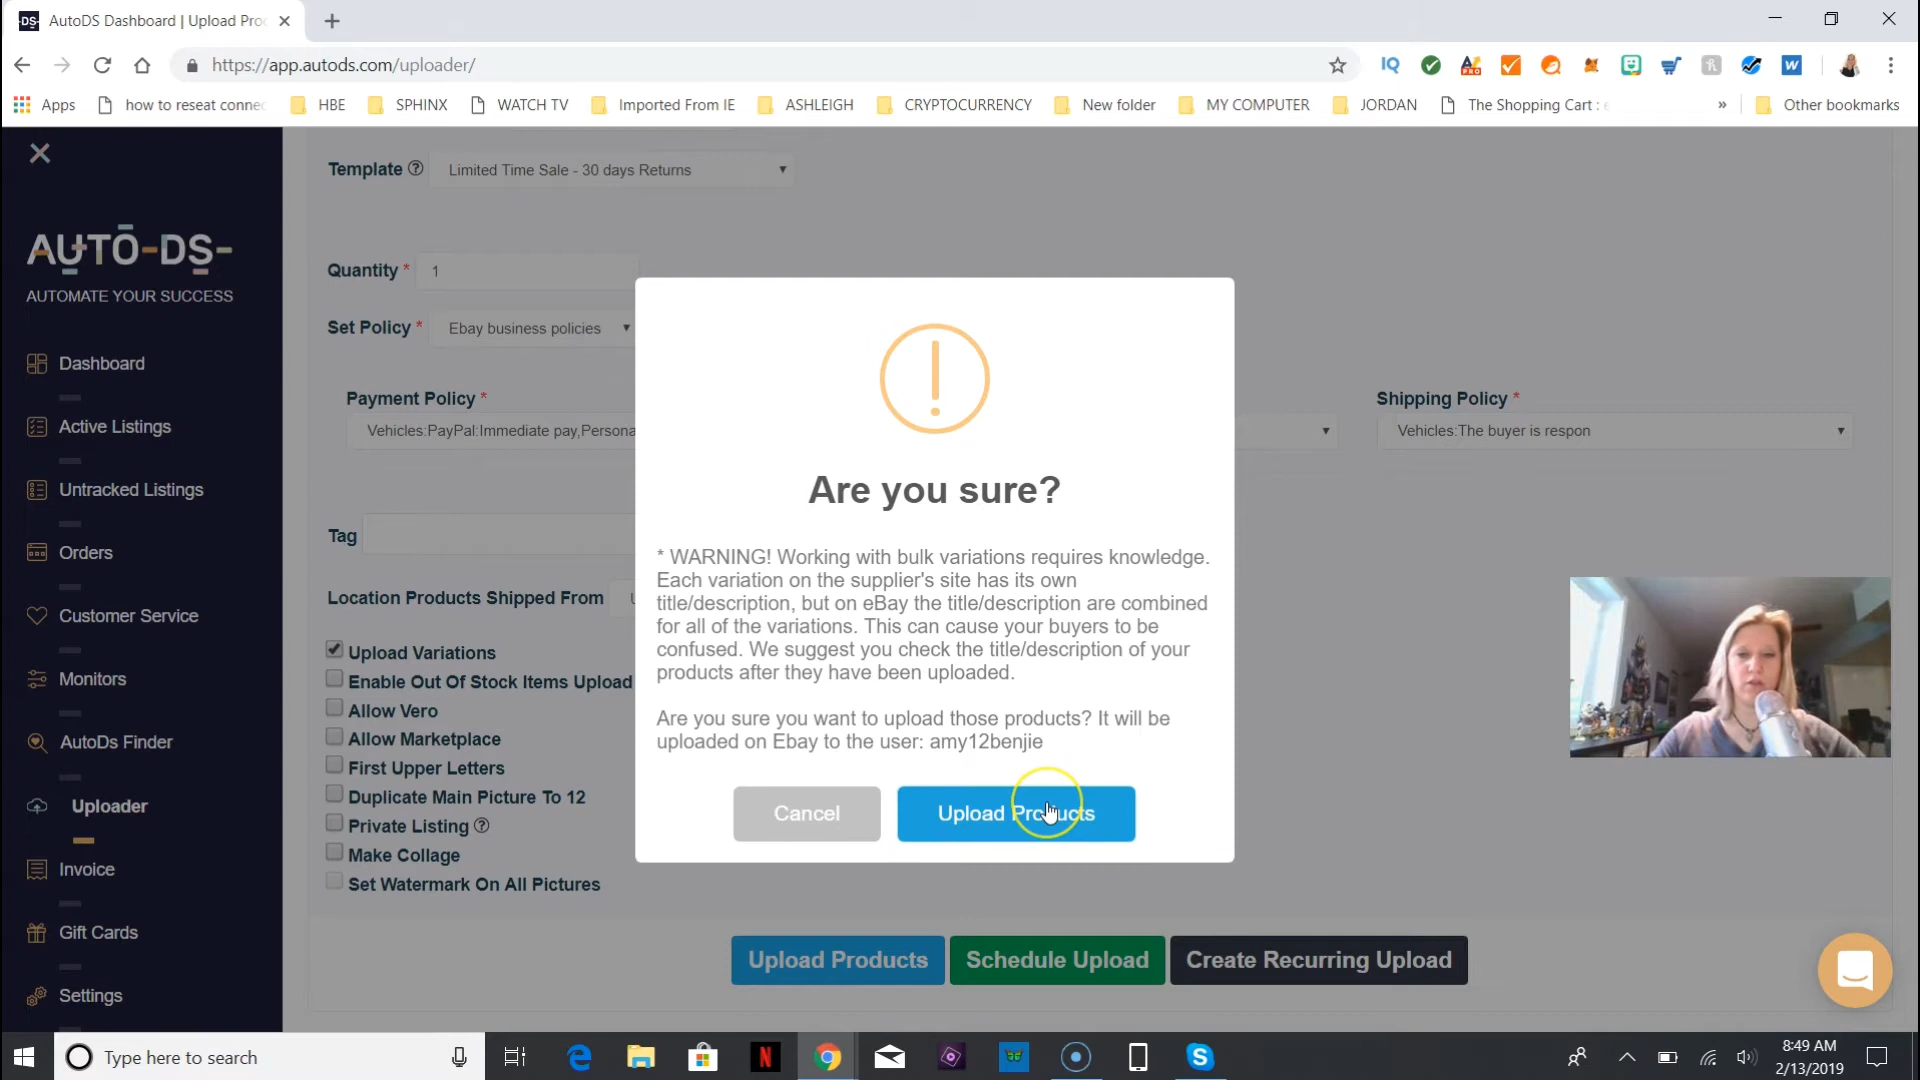 AutoDS Dashboard | Upload Pro
https://app.autods.com/uploader/
Apps
how to reseat connec
HBE
SPHINX
WATCH TV
Imported From IE
ASHLEIGH
CRYPTOCURRENCY
New folder
MY COMPUTER
JORDAN
The Shopping Cart :
»
Other bookmarks
AUTO-DS-
AUTOMATE YOUR SUCCESS
Dashboard
Active Listings
Untracked Listings
Orders
Customer Service
Monitors
AutoDs Finder
Uploader
Invoice
Gift Cards
Settings
Template
Limited Time Sale - 30 days Returns
Quantity * 1
Set Policy * Ebay business policies
Payment Policy *
Vehicles:PayPal:Immediate pay,Persona
Shipping Policy *
Vehicles:The buyer is respon
Tag
Location Products Shipped From
Upload Variations
Enable Out Of Stock Items Upload
Allow Vero
Allow Marketplace
First Upper Letters
Duplicate Main Picture To 12
Private Listing
Make Collage
Set Watermark On All Pictures
Are you sure?
* WARNING! Working with bulk variations requires knowledge.
Each variation on the supplier's site has its own
title/description, but on eBay the title/description are combined
for all of the variations. This can cause your buyers to be
confused. We suggest you check the title/description of your
products after they have been uploaded.
Are you sure you want to upload those products? It will be
uploaded on Ebay to the user: amy12benjie
Cancel
Upload Products
Upload Products
Schedule Upload
Create Recurring Upload
Type here to search
8:49 AM
2/13/2019